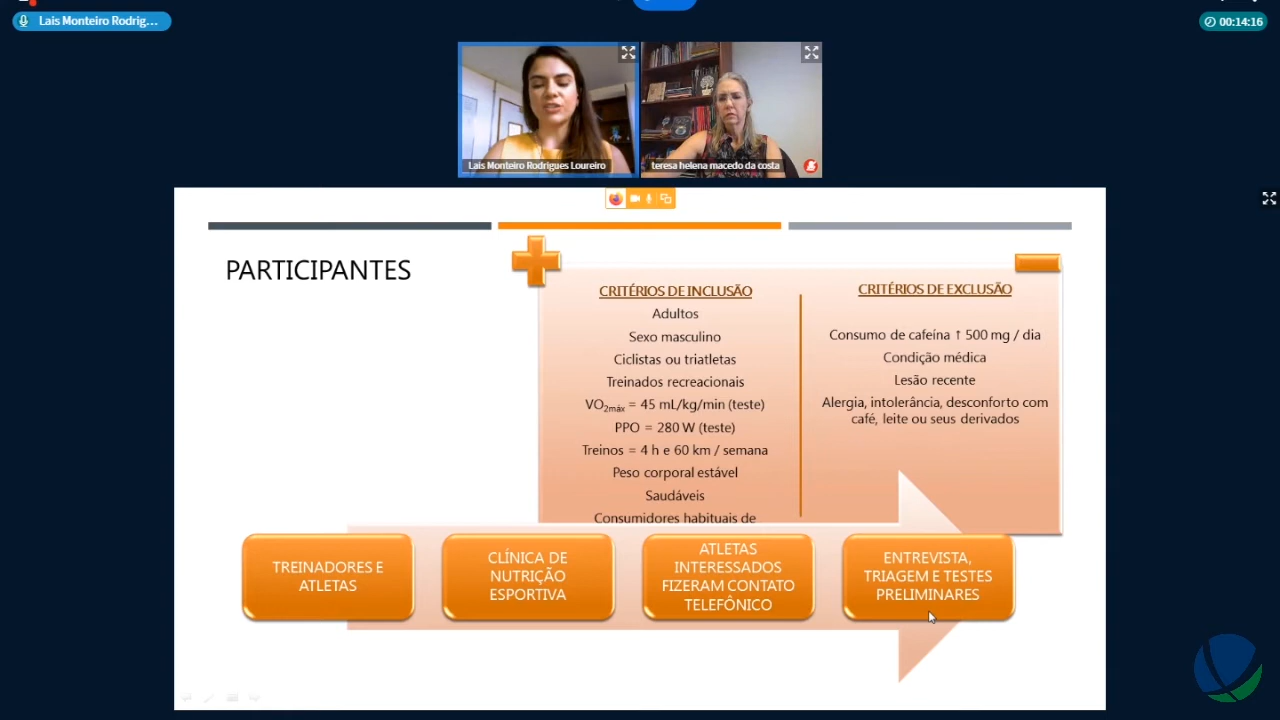 Lais Monteiro Rodrig...
00:14:16
Lais Monteiro Rodrigues Loureiro
teresa helena macedo da costa
PARTICIPANTES
CRITÉRIOS DE INCLUSÃO
Adultos
Sexo masculino
Ciclistas ou triatletas
Treinados recreacionais
VO2máx = 45 mL/kg/min (teste)
PPO = 280 W (teste)
Treinos = 4 h e 60 km / semana
Peso corporal estável
Saudáveis
Consumidores habituais de
CRITÉRIOS DE EXCLUSÃO
Consumo de cafeína ↑ 500 mg / dia
Condição médica
Lesão recente
Alergia, intolerância, desconforto com
café, leite ou seus derivados
TREINADORES E
ATLETAS
CLÍNICA DE
NUTRIÇÃO
ESPORTIVA
ATLETAS
INTERESSADOS
FIZERAM CONTATO
TELEFÔNICO
ENTREVISTA,
TRIAGEM E TESTES
PRELIMINARES